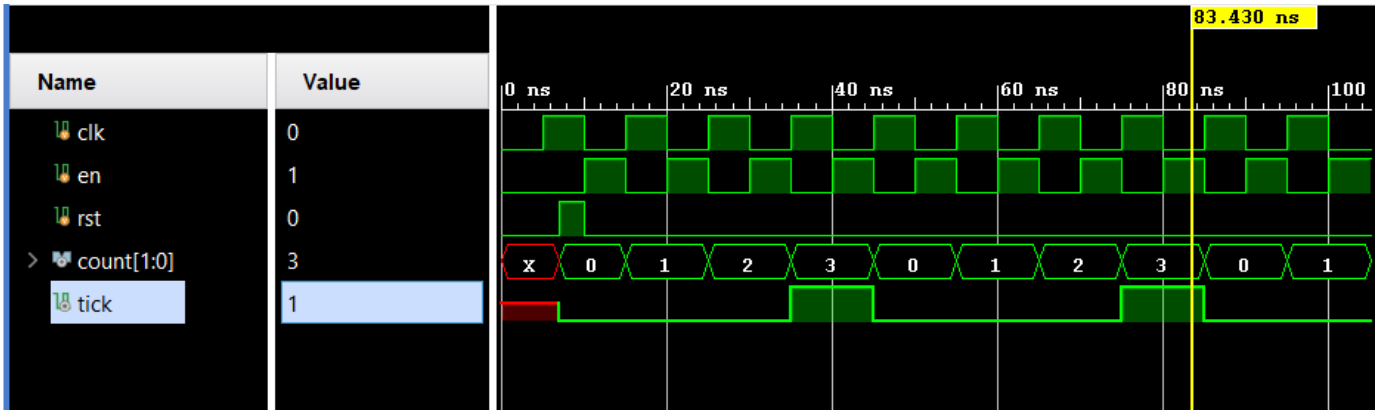 83.430 ns
Name Value
0 ns 20 ns 40 ns 60 ns 80 ns 100
clk 0
en 1
rst 0
count[1:0] 3 X 0 1 2 3 0 1 2 3 0 1
tick 1